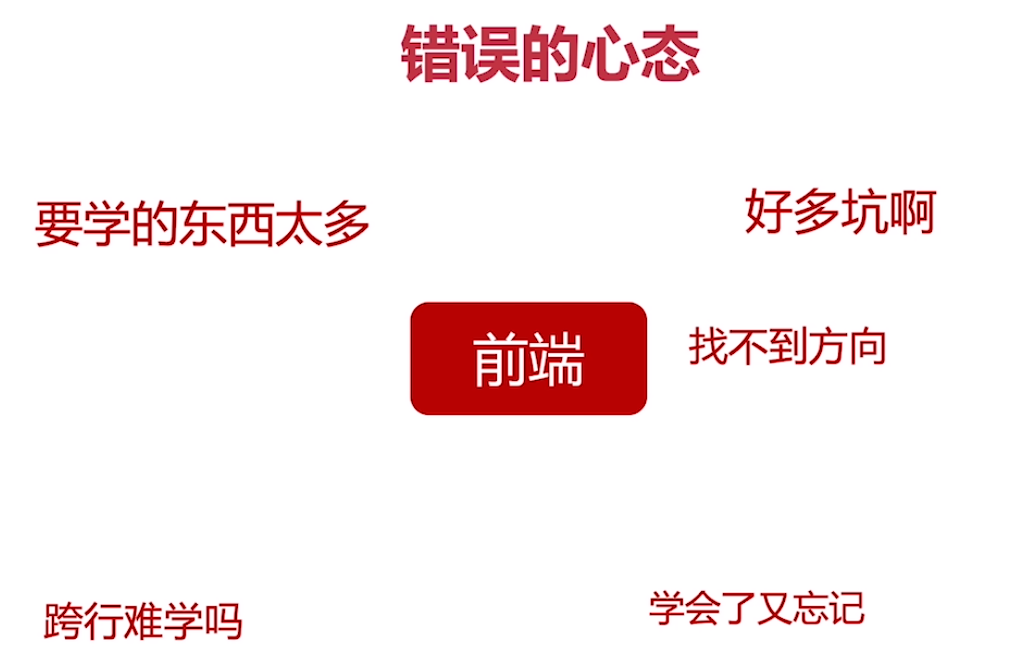 错误的心态
要学的东西太多
好多坑啊
前端
找不到方向
跨行难学吗
学会了又忘记